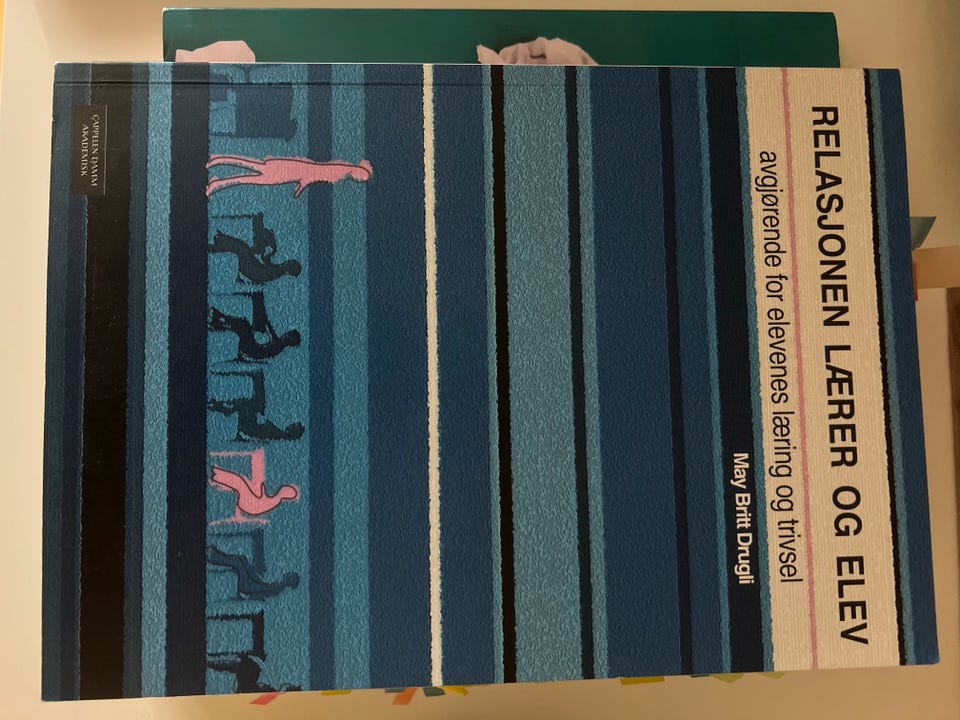 RELASJONEN LÆRER OG ELEV
avgjørende for elevenes læring og trivsel
May Britt Drugli
CAPPELEN DAMM
AKADEMISK